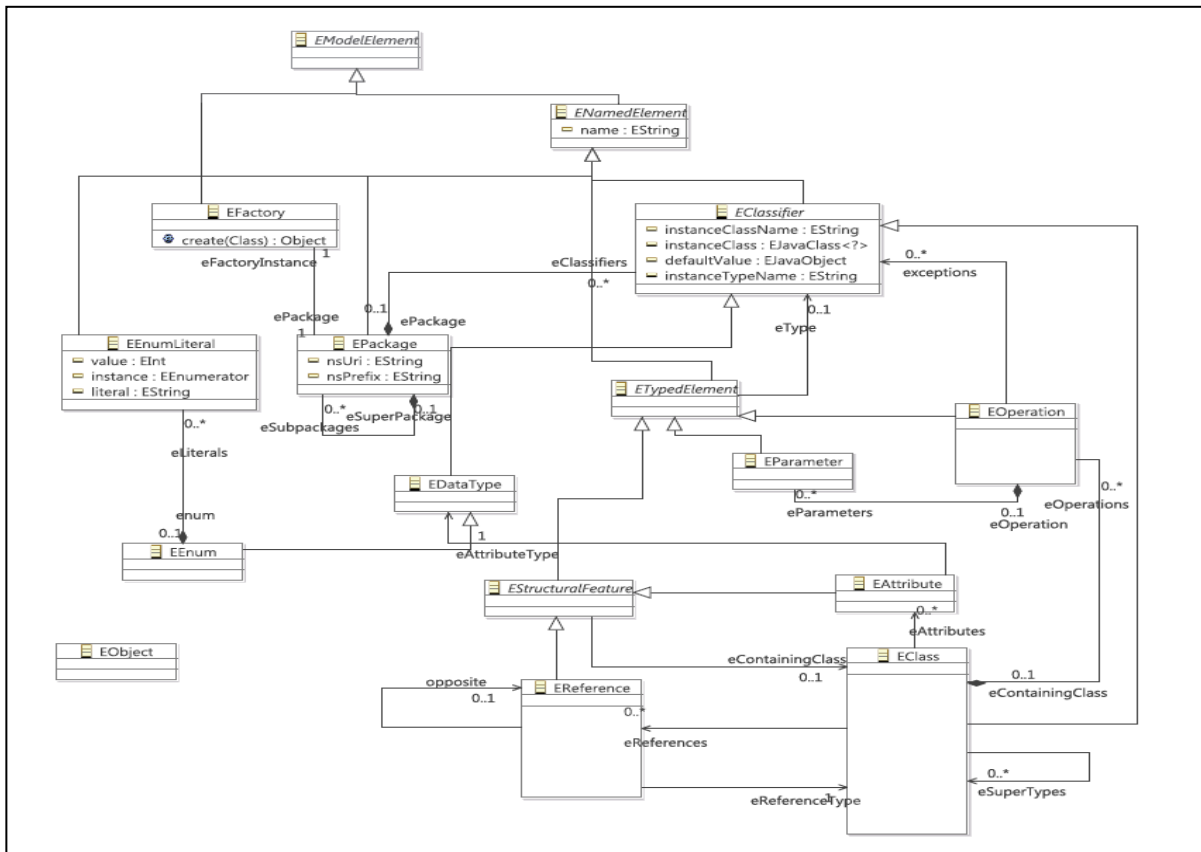 EModelElement
ENamedElement
name : EString
EFactory
create(Class) : Object
eFactoryInstance
1
EClassifier
instanceClassName : EString
instanceClass : EJavaClass<?>
defaultValue : EJavaObject
instanceTypeName : EString
eClassifiers
0..*
0..*
exceptions
ePackage
1
0..1
ePackage
0..1
eType
EEnumLiteral
value : EInt
instance : EEnumerator
literal : EString
EPackage
nsUri : EString
nsPrefix : EString
0..*
0..1
eSuperPackage
eSubpackages
ETypedElement
EOperation
0..*
eLiterals
EParameter
0..*
eParameters
0..1
eOperation
0..*
eOperations
EDataType
enum
0..1
EEnum
1
eAttributeType
EStructuralFeature
EAttribute
0..*
eAttributes
EObject
EClass
eContainingClass
0..1
0..1
eContainingClass
opposite
0..1
EReference
0..*
eReferences
eReferenceType
1
0..*
eSuperTypes